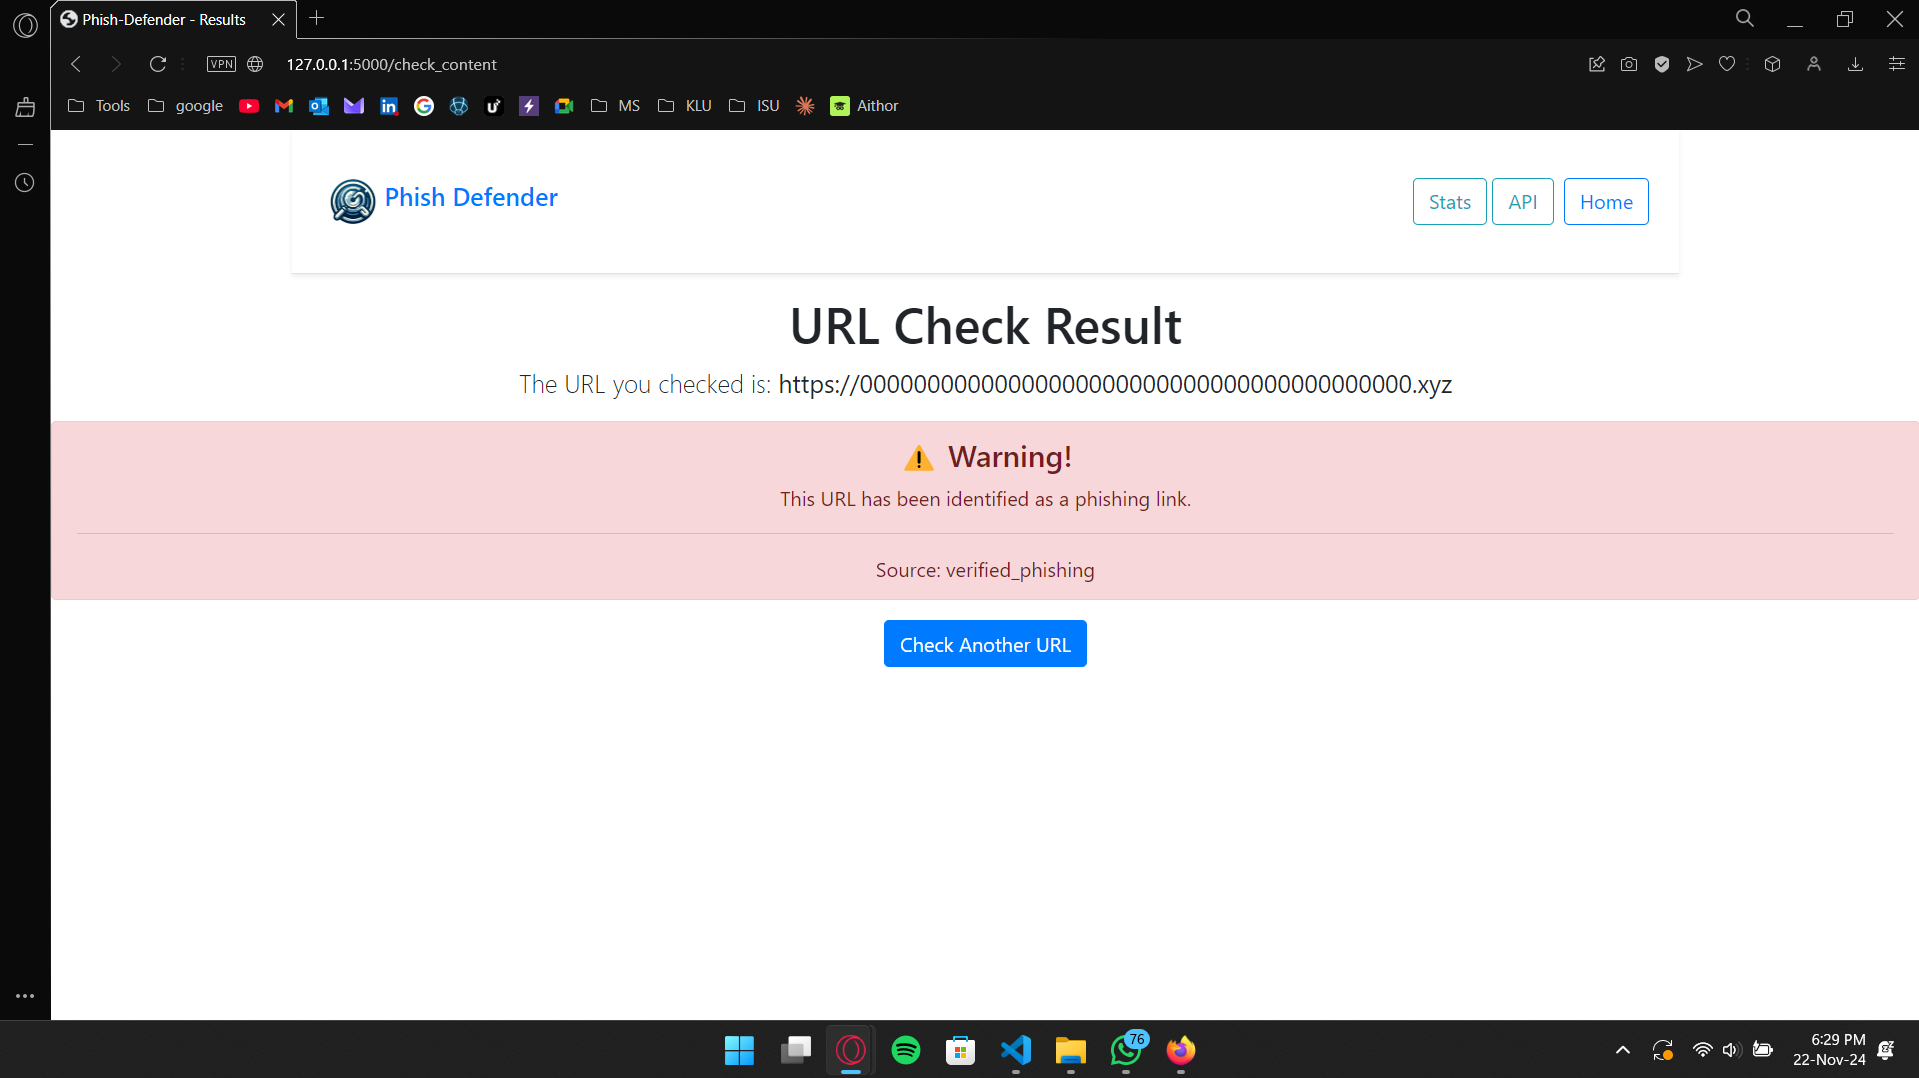 Phish-Defender - Results
VPN 127.0.0.1:5000/check_content
Tools google MS KLU ISU Aithor
Phish Defender Stats API Home
URL Check Result
The URL you checked is: https://00000000000000000000000000000000000000000.xyz
Warning!
This URL has been identified as a phishing link.
Source: verified_phishing
Check Another URL
76
6:29 PM
22-Nov-24